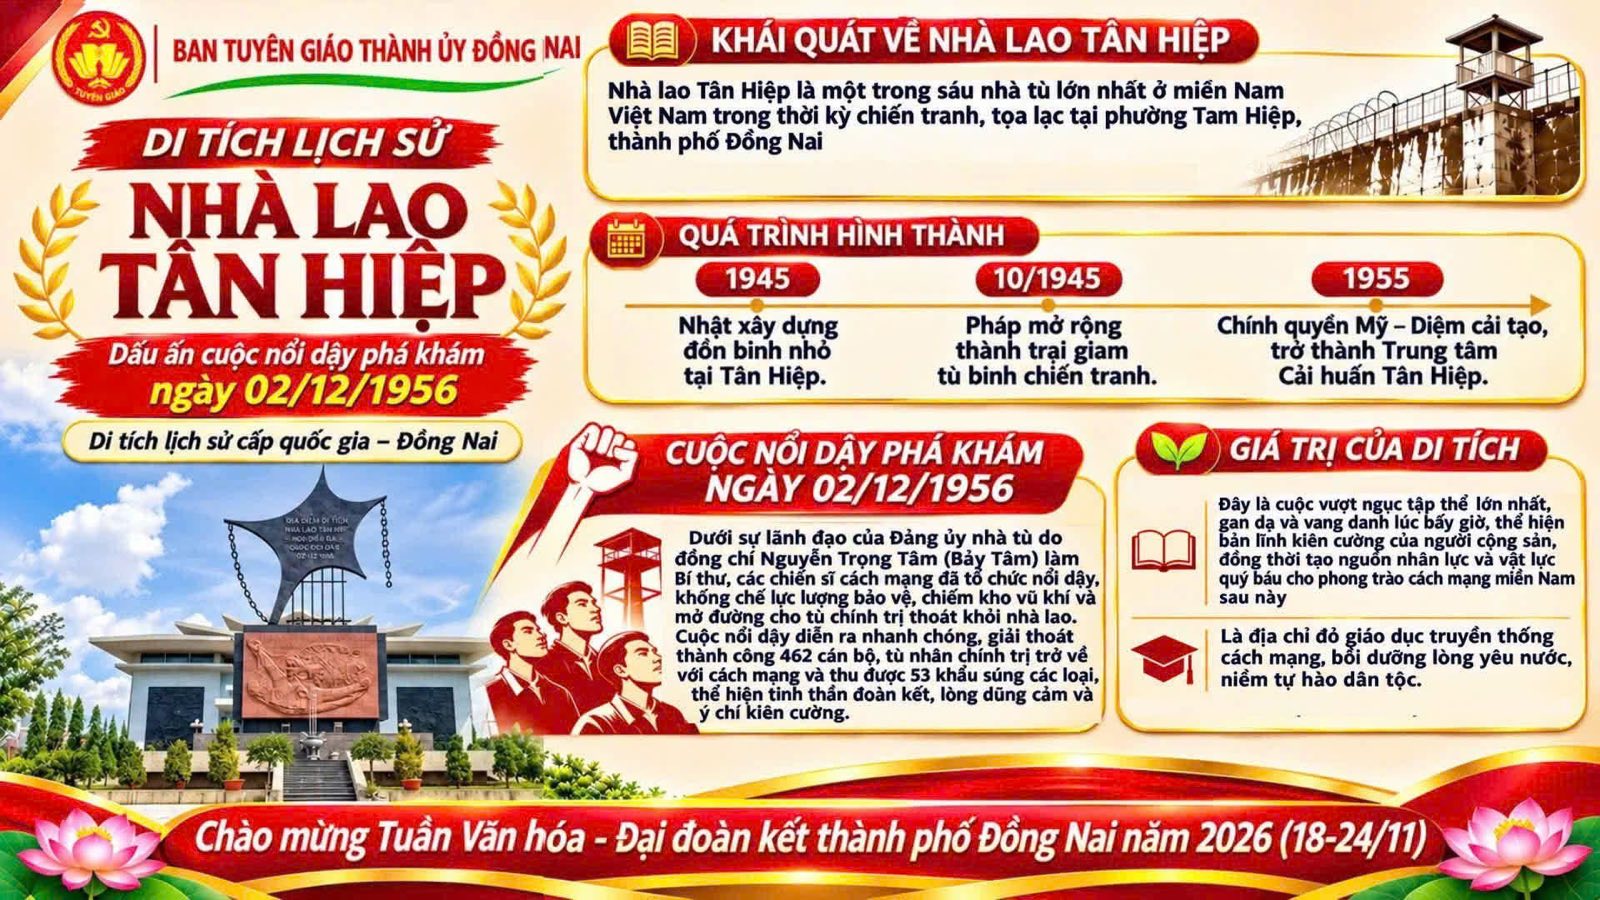 TUYÊN GIÁO
BAN TUYÊN GIÁO THÀNH ỦY ĐỒNG NAI
DI TÍCH LỊCH SỬ
NHÀ LAO
TÂN HIỆP
Dấu ấn cuộc nổi dậy phá khám
ngày 02/12/1956
Di tích lịch sử cấp quốc gia – Đồng Nai
KHÁI QUÁT VỀ NHÀ LAO TÂN HIỆP
Nhà lao Tân Hiệp là một trong sáu nhà tù lớn nhất ở miền Nam
Việt Nam trong thời kỳ chiến tranh, tọa lạc tại phường Tam Hiệp,
thành phố Đồng Nai
QUÁ TRÌNH HÌNH THÀNH
1945
Nhật xây dựng
đồn binh nhỏ
tại Tân Hiệp.
10/1945
Pháp mở rộng
thành trại giam
tù binh chiến tranh.
1955
Chính quyền Mỹ – Diệm cải tạo,
trở thành Trung tâm
Cải huấn Tân Hiệp.
CUỘC NỔI DẬY PHÁ KHÁM
NGÀY 02/12/1956
Dưới sự lãnh đạo của Đảng ủy nhà tù do
đồng chí Nguyễn Trọng Tâm (Bảy Tâm) làm
Bí thư, các chiến sĩ cách mạng đã tổ chức nổi dậy,
khống chế lực lượng bảo vệ, chiếm kho vũ khí và
mở đường cho tù chính trị thoát khỏi nhà lao.
Cuộc nổi dậy diễn ra nhanh chóng, giải thoát
thành công 462 cán bộ, tù nhân chính trị trở về
với cách mạng và thu được 53 khẩu súng các loại,
thể hiện tinh thần đoàn kết, lòng dũng cảm và
ý chí kiên cường.
GIÁ TRỊ CỦA DI TÍCH
Đây là cuộc vượt ngục tập thể lớn nhất,
gan dạ và vang danh lúc bấy giờ, thể hiện
bản lĩnh kiên cường của người cộng sản,
đồng thời tạo nguồn nhân lực và vật lực
quý báu cho phong trào cách mạng miền Nam
sau này
Là địa chỉ đỏ giáo dục truyền thống
cách mạng, bồi dưỡng lòng yêu nước,
niềm tự hào dân tộc.
ĐỊA ĐIỂM DI TÍCH
NHÀ LAO TÂN HIỆP
02 12 1956
Chào mừng Tuần Văn hóa - Đại đoàn kết thành phố Đồng Nai năm 2026 (18-24/11)